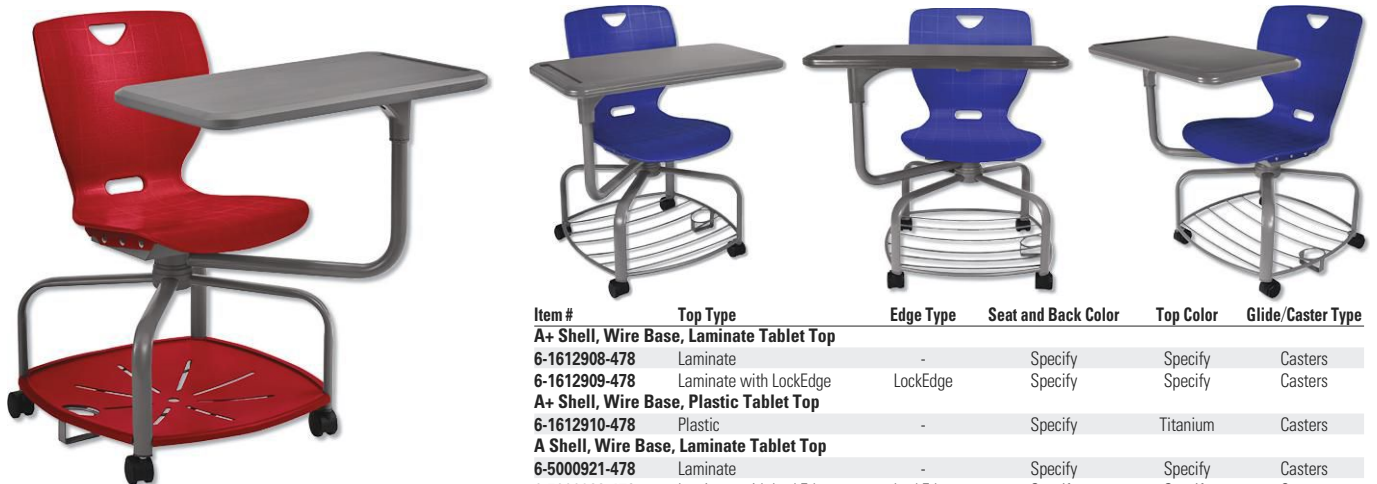 Item # Top Type Edge Type Seat and Back Color Top Color Glide/Caster Type
A+ Shell, Wire Base, Laminate Tablet Top
6-1612908-478 Laminate - Specify Specify Casters
6-1612909-478 Laminate with LockEdge LockEdge Specify Specify Casters
A+ Shell, Wire Base, Plastic Tablet Top
6-1612910-478 Plastic - Specify Titanium Casters
A Shell, Wire Base, Laminate Tablet Top
6-5000921-478 Laminate - Specify Specify Casters